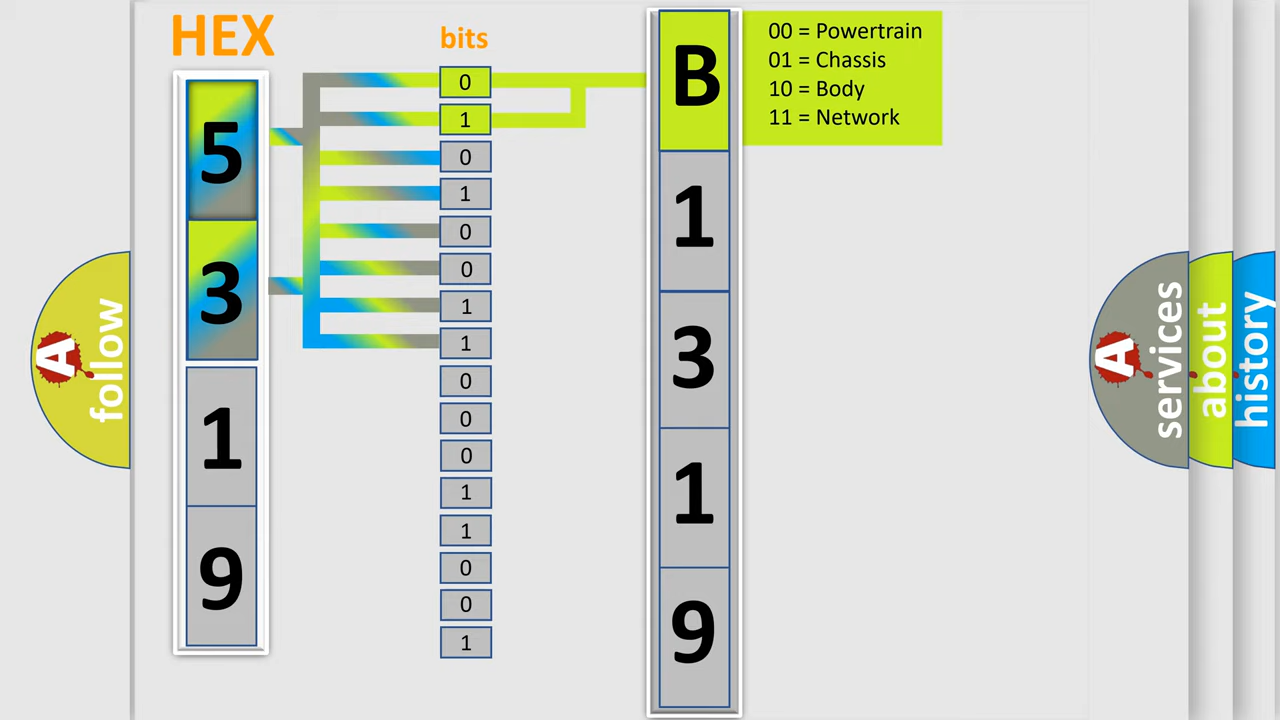 HEX
5
3
1
9
bits
0
1
0
1
0
0
1
1
0
0
0
1
1
0
0
1
B
1
3
1
9
00 = Powertrain
01 = Chassis
10 = Body
11 = Network
A follow
A services
about
history